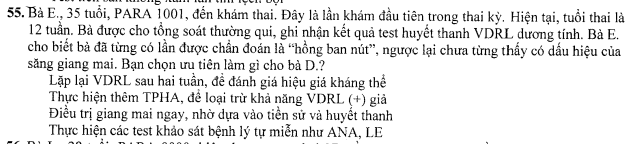 55. Bà E., 35 tuổi, PARA 1001, đến khám thai. Đây là lần khám đầu tiên trong thai kỳ. Hiện tại, tuổi thai là
12 tuần. Bà được cho tổng soát thường qui, ghi nhận kết quả test huyết thanh VDRL dương tính. Bà E.
cho biết bà đã từng có lần được chẩn đoán là “hồng ban nút”, ngược lại chưa từng thấy có dấu hiệu của
săng giang mai. Bạn chọn ưu tiên làm gì cho bà D.?
Lặp lại VDRL sau hai tuần, để đánh giá hiệu giá kháng thể
Thực hiện thêm TPHA, để loại trừ khả năng VDRL (+) giả
Điều trị giang mai ngay, nhờ dựa vào tiền sử và huyết thanh
Thực hiện các test khảo sát bệnh lý tự miễn như ANA, LE